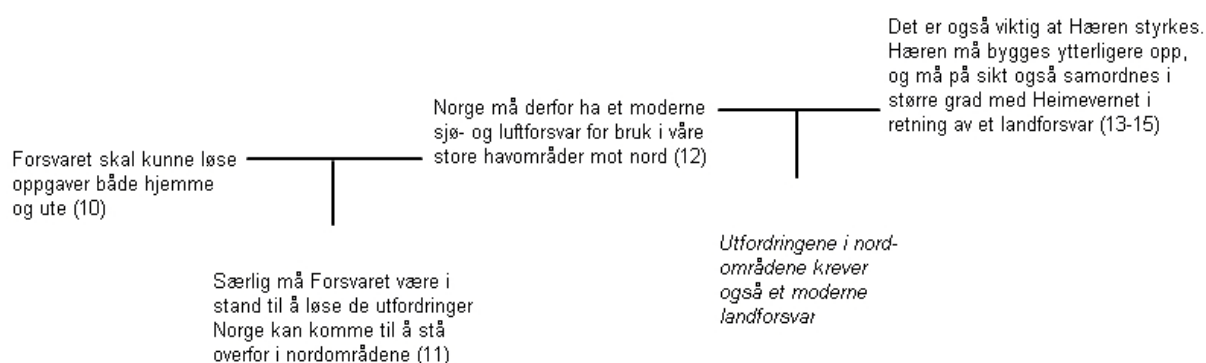 Forsvaret skal kunne løse
oppgaver både hjemme
og ute (10)
Særlig må Forsvaret være i
stand til å løse de utfordringer
Norge kan komme til å stå
overfor i nordområdene (11)
Norge må derfor ha et moderne
sjø- og luftforsvar for bruk i våre
store havområder mot nord (12)
Utfordringene i nord-
områdene krever
også et moderne
landforsvar
Det er også viktig at Hæren styrkes.
Hæren må bygges ytterligere opp,
og må på sikt også samordnes i
større grad med Heimevernet i
retning av et landforsvar (13-15)